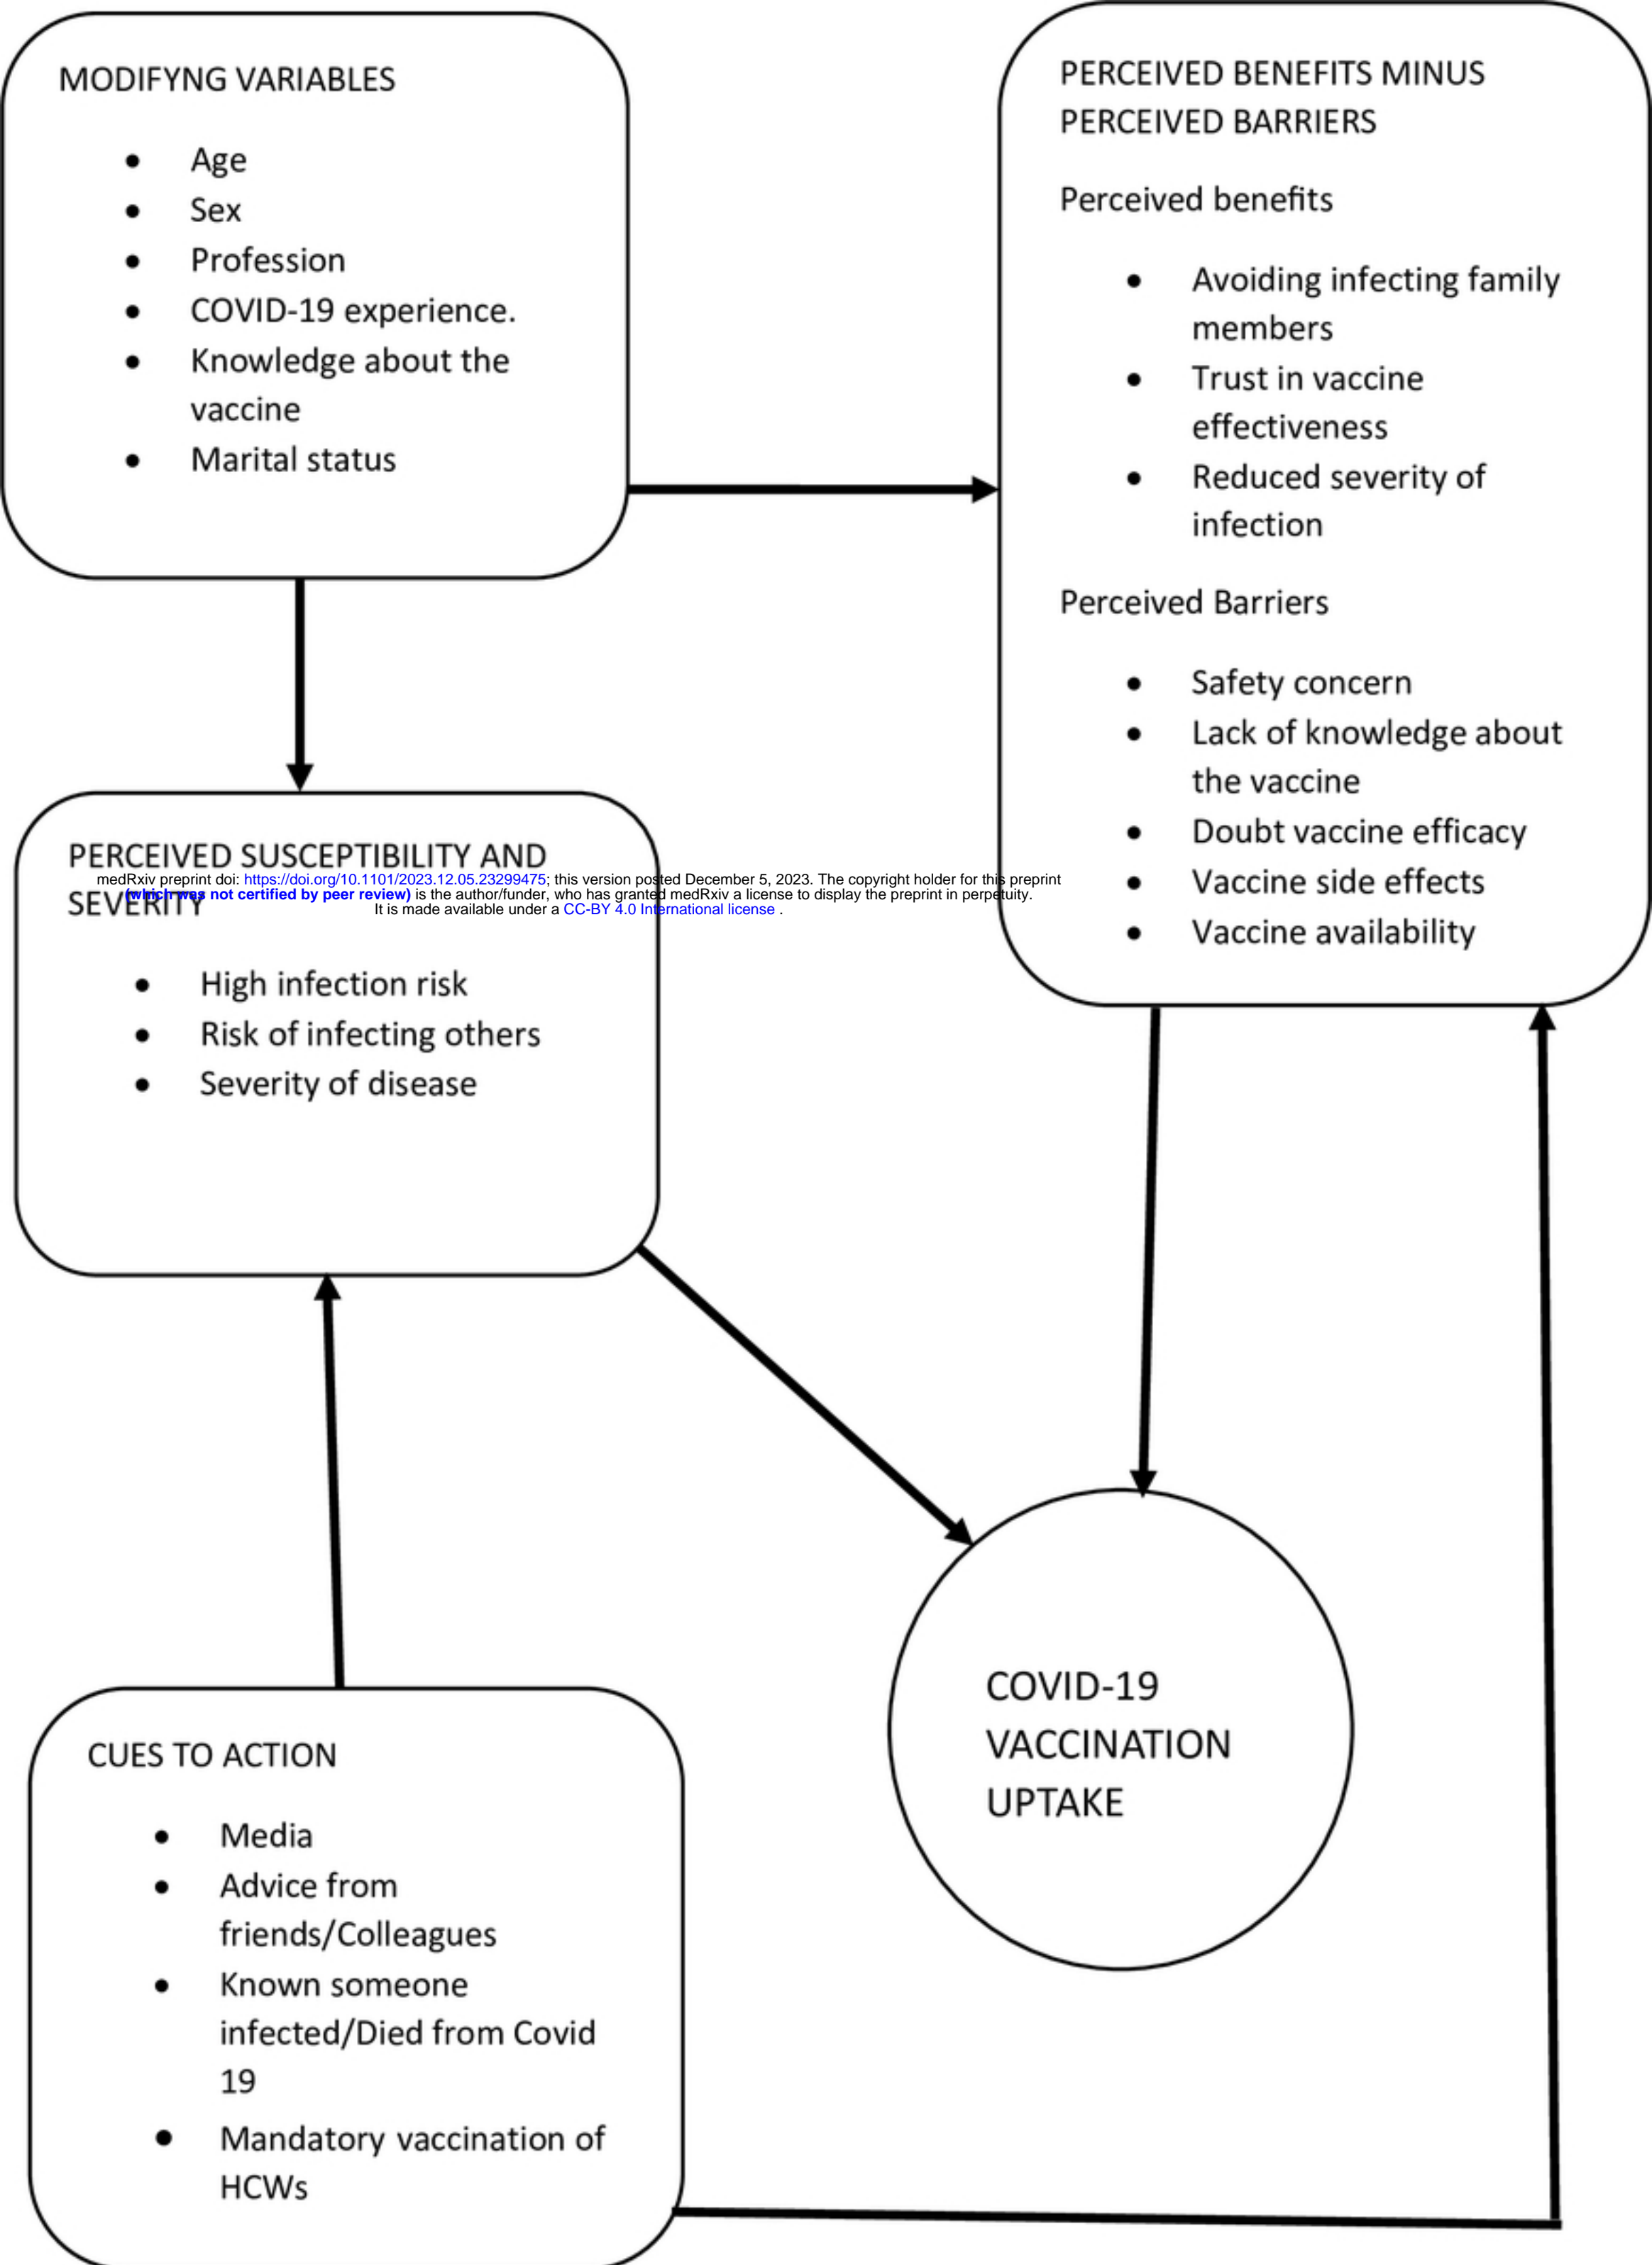 MODIFYNG VARIABLES
• Age
• Sex
• Profession
• COVID-19 experience.
• Knowledge about the
vaccine
• Marital status
PERCEIVED BENEFITS MINUS
PERCEIVED BARRIERS
Perceived benefits
• Avoiding infecting family
members
• Trust in vaccine
effectiveness
• Reduced severity of
infection
Perceived Barriers
• Safety concern
• Lack of knowledge about
the vaccine
• Doubt vaccine efficacy
• Vaccine side effects
• Vaccine availability
PERCEIVED SUSCEPTIBILITY AND
SEVERITY
medRxiv preprint doi: https://doi.org/10.1101/2023.12.05.23299475; this version posted December 5, 2023. The copyright holder for this preprint
(which was not certified by peer review) is the author/funder, who has granted medRxiv a license to display the preprint in perpetuity.
It is made available under a CC-BY 4.0 International license .
• High infection risk
• Risk of infecting others
• Severity of disease
COVID-19
VACCINATION
UPTAKE
CUES TO ACTION
• Media
• Advice from
friends/Colleagues
• Known someone
infected/Died from Covid
19
• Mandatory vaccination of
HCWs